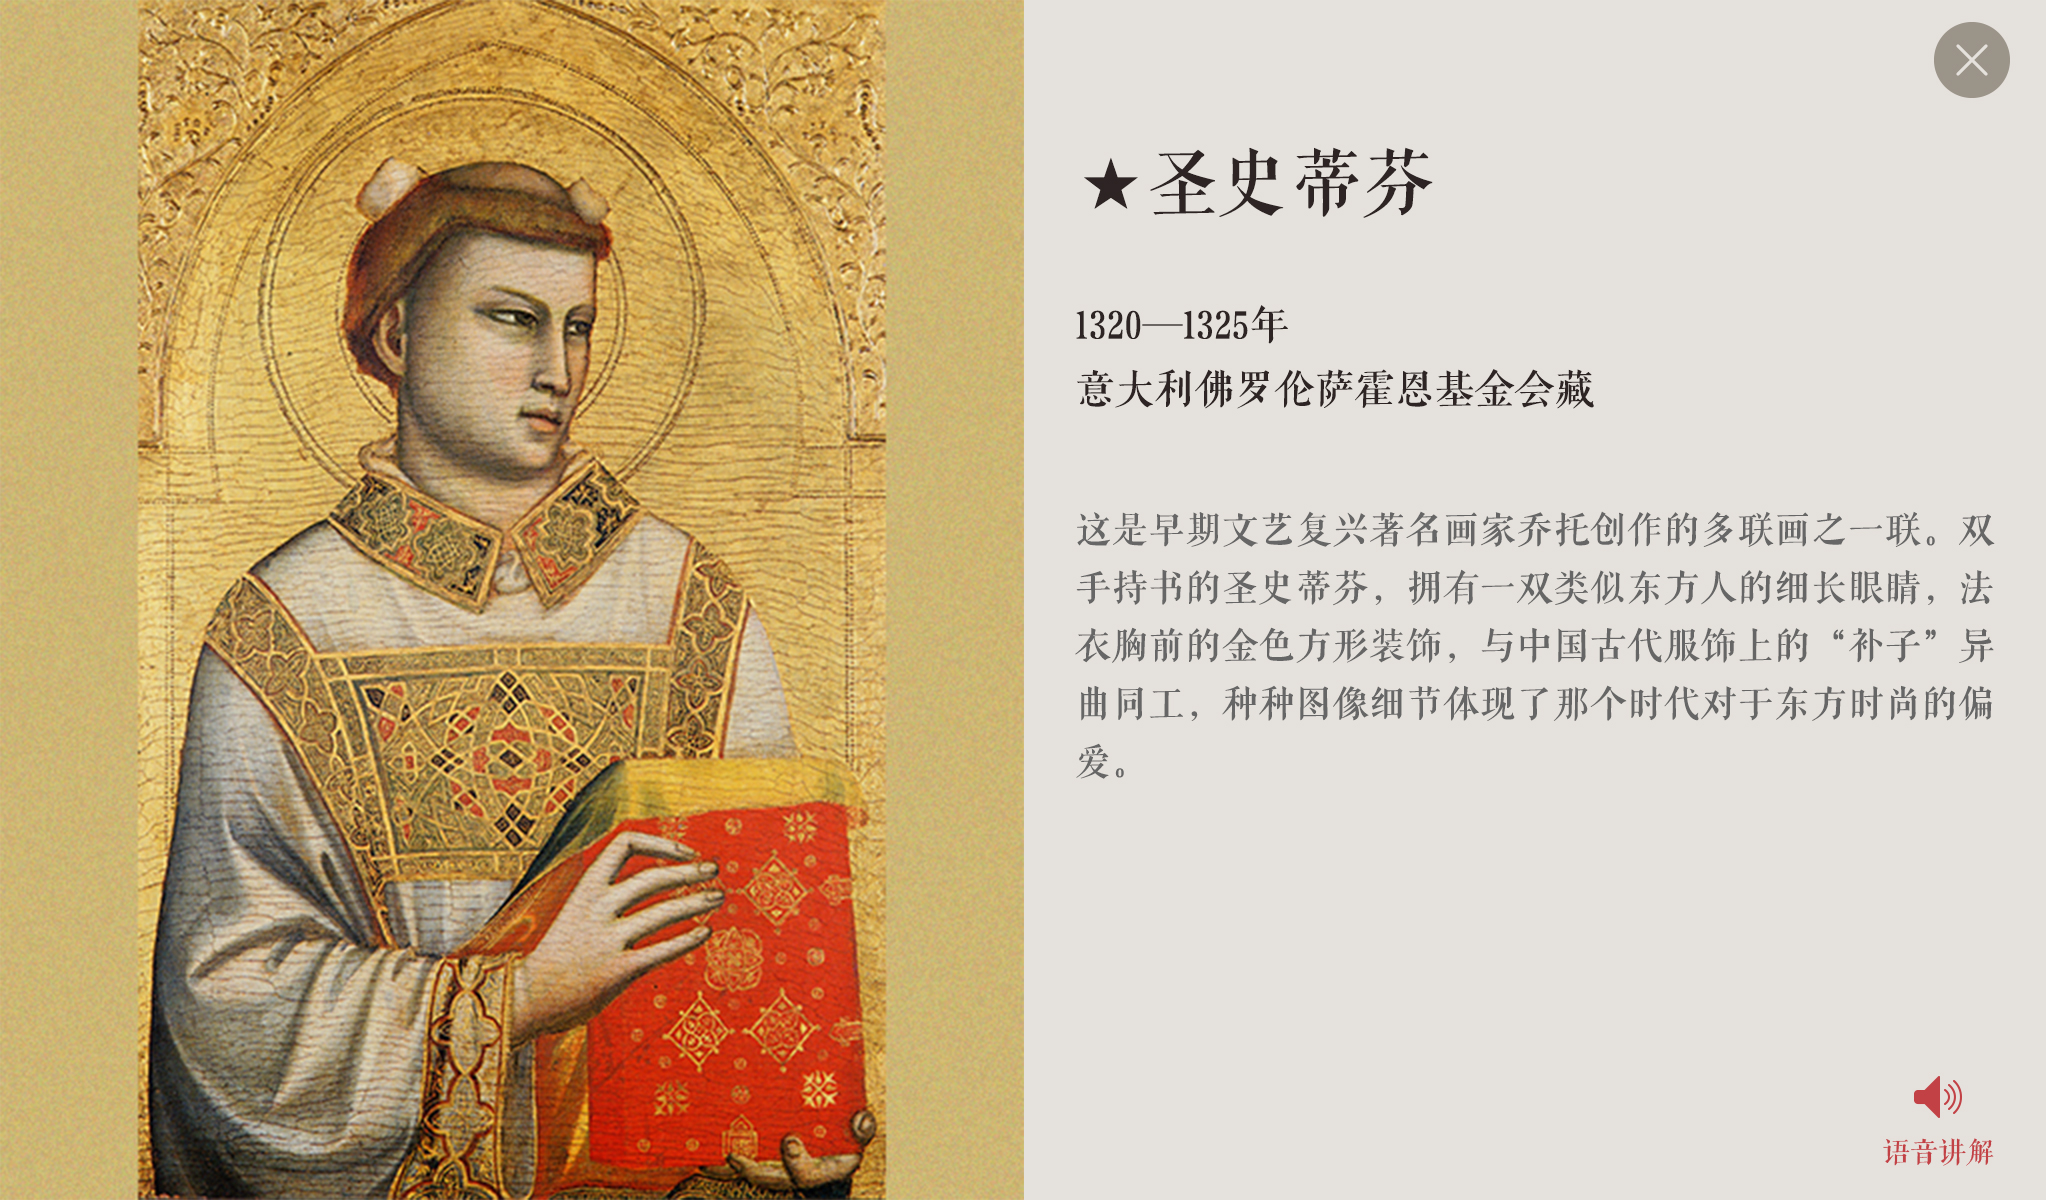 ★圣史蒂芬
1320—1325年
意大利佛罗伦萨霍恩基金会藏
这是早期文艺复兴著名画家乔托创作的多联画之一联。双
手持书的圣史蒂芬，拥有一双类似东方人的细长眼睛，法
衣胸前的金色方形装饰，与中国古代服饰上的“补子”异
曲同工，种种图像细节体现了那个时代对于东方时尚的偏
爱。
语音讲解